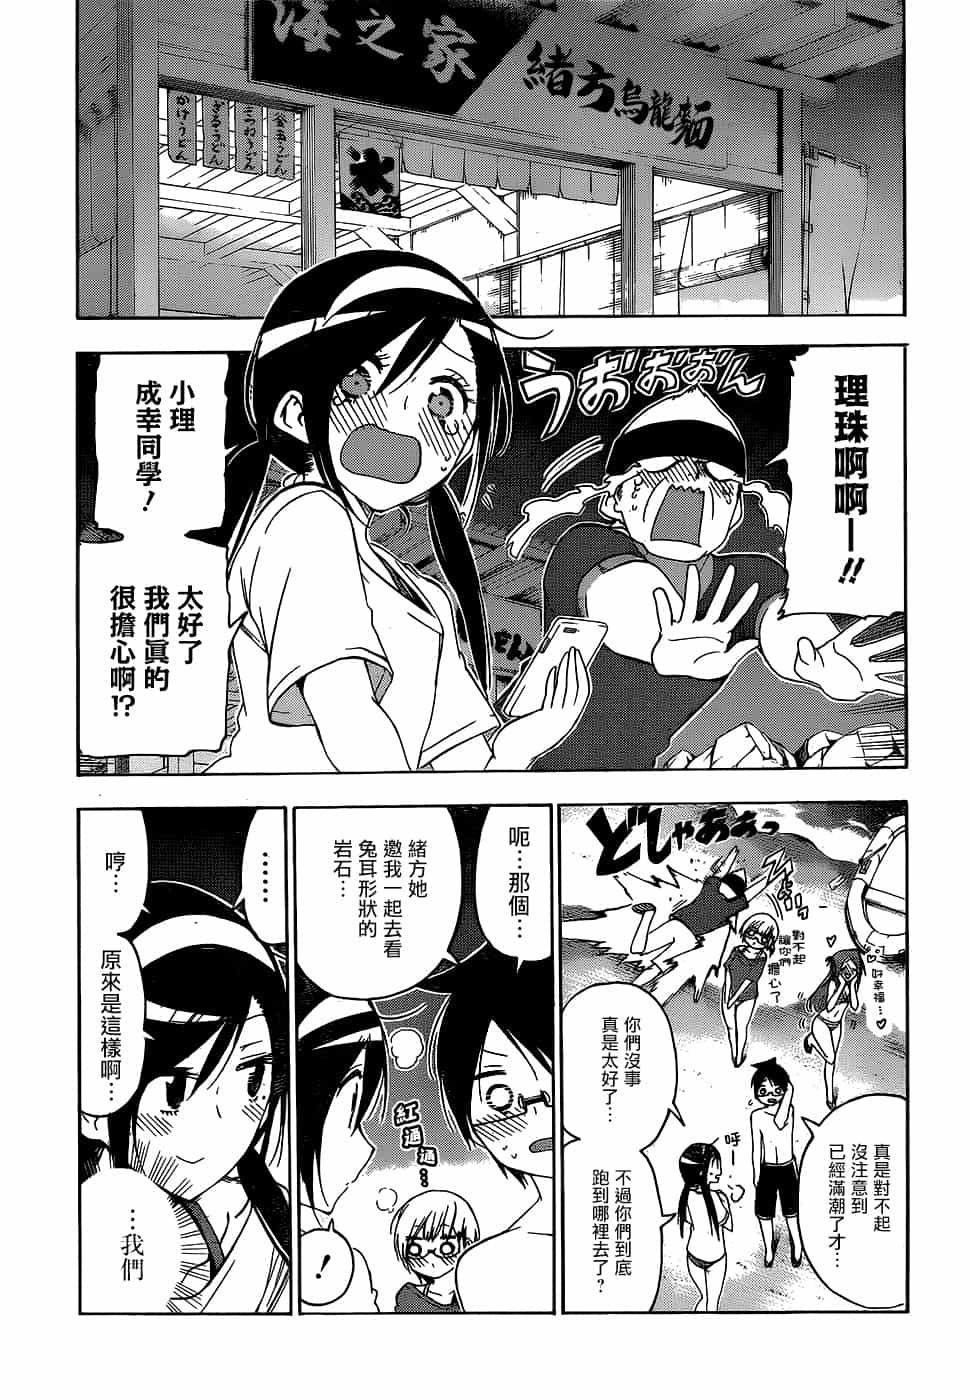 海之家
緒方烏龍麵
釜玉うどん
きつねうどん
ざるうどん
かけうどん
氷
理珠啊啊ー!!
うおおおおん
小理
成幸同學!
太好了
我們真的
很擔心啊!?
どん
どしゃあぁっ
對不起
讓你們
擔心了
好幸福…
真是對不起
沒注意到
已經滿潮了才…
呼ー
你們沒事
真是太好了…
不過你們到底
跑到哪裡去了?
呃…那個…
緒方她
邀我一起去看
兔耳形狀的
岩石…
紅通通…
!
………
哼…
原來是這樣啊…
…我們